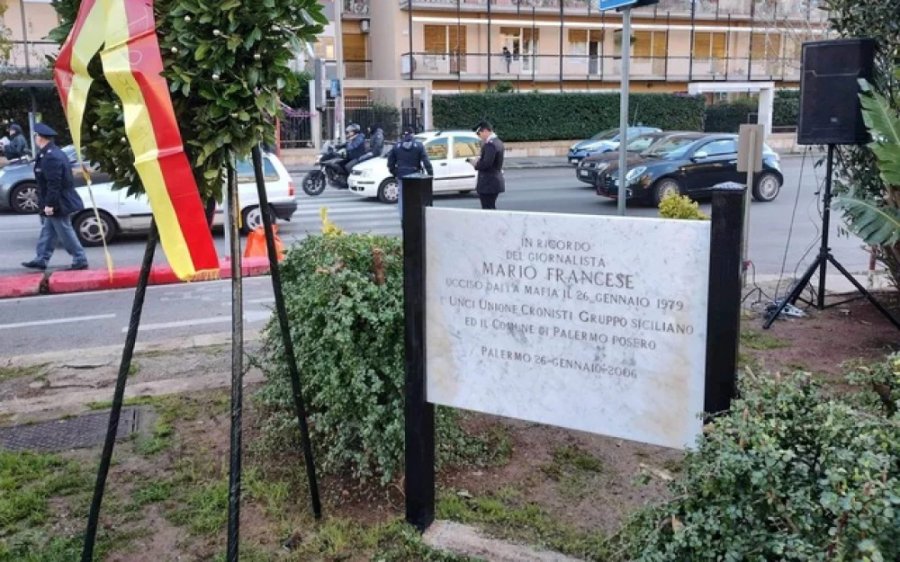 IN RICORDO
DEL GIORNALISTA
MARIO FRANCESE
UCCISO DALLA MAFIA IL 26 GENNAIO 1979
UNCI UNIONE CRONISTI GRUPPO SICILIANO
ED IL COMUNE DI PALERMO POSERO
PALERMO 26-GENNAIO-2006